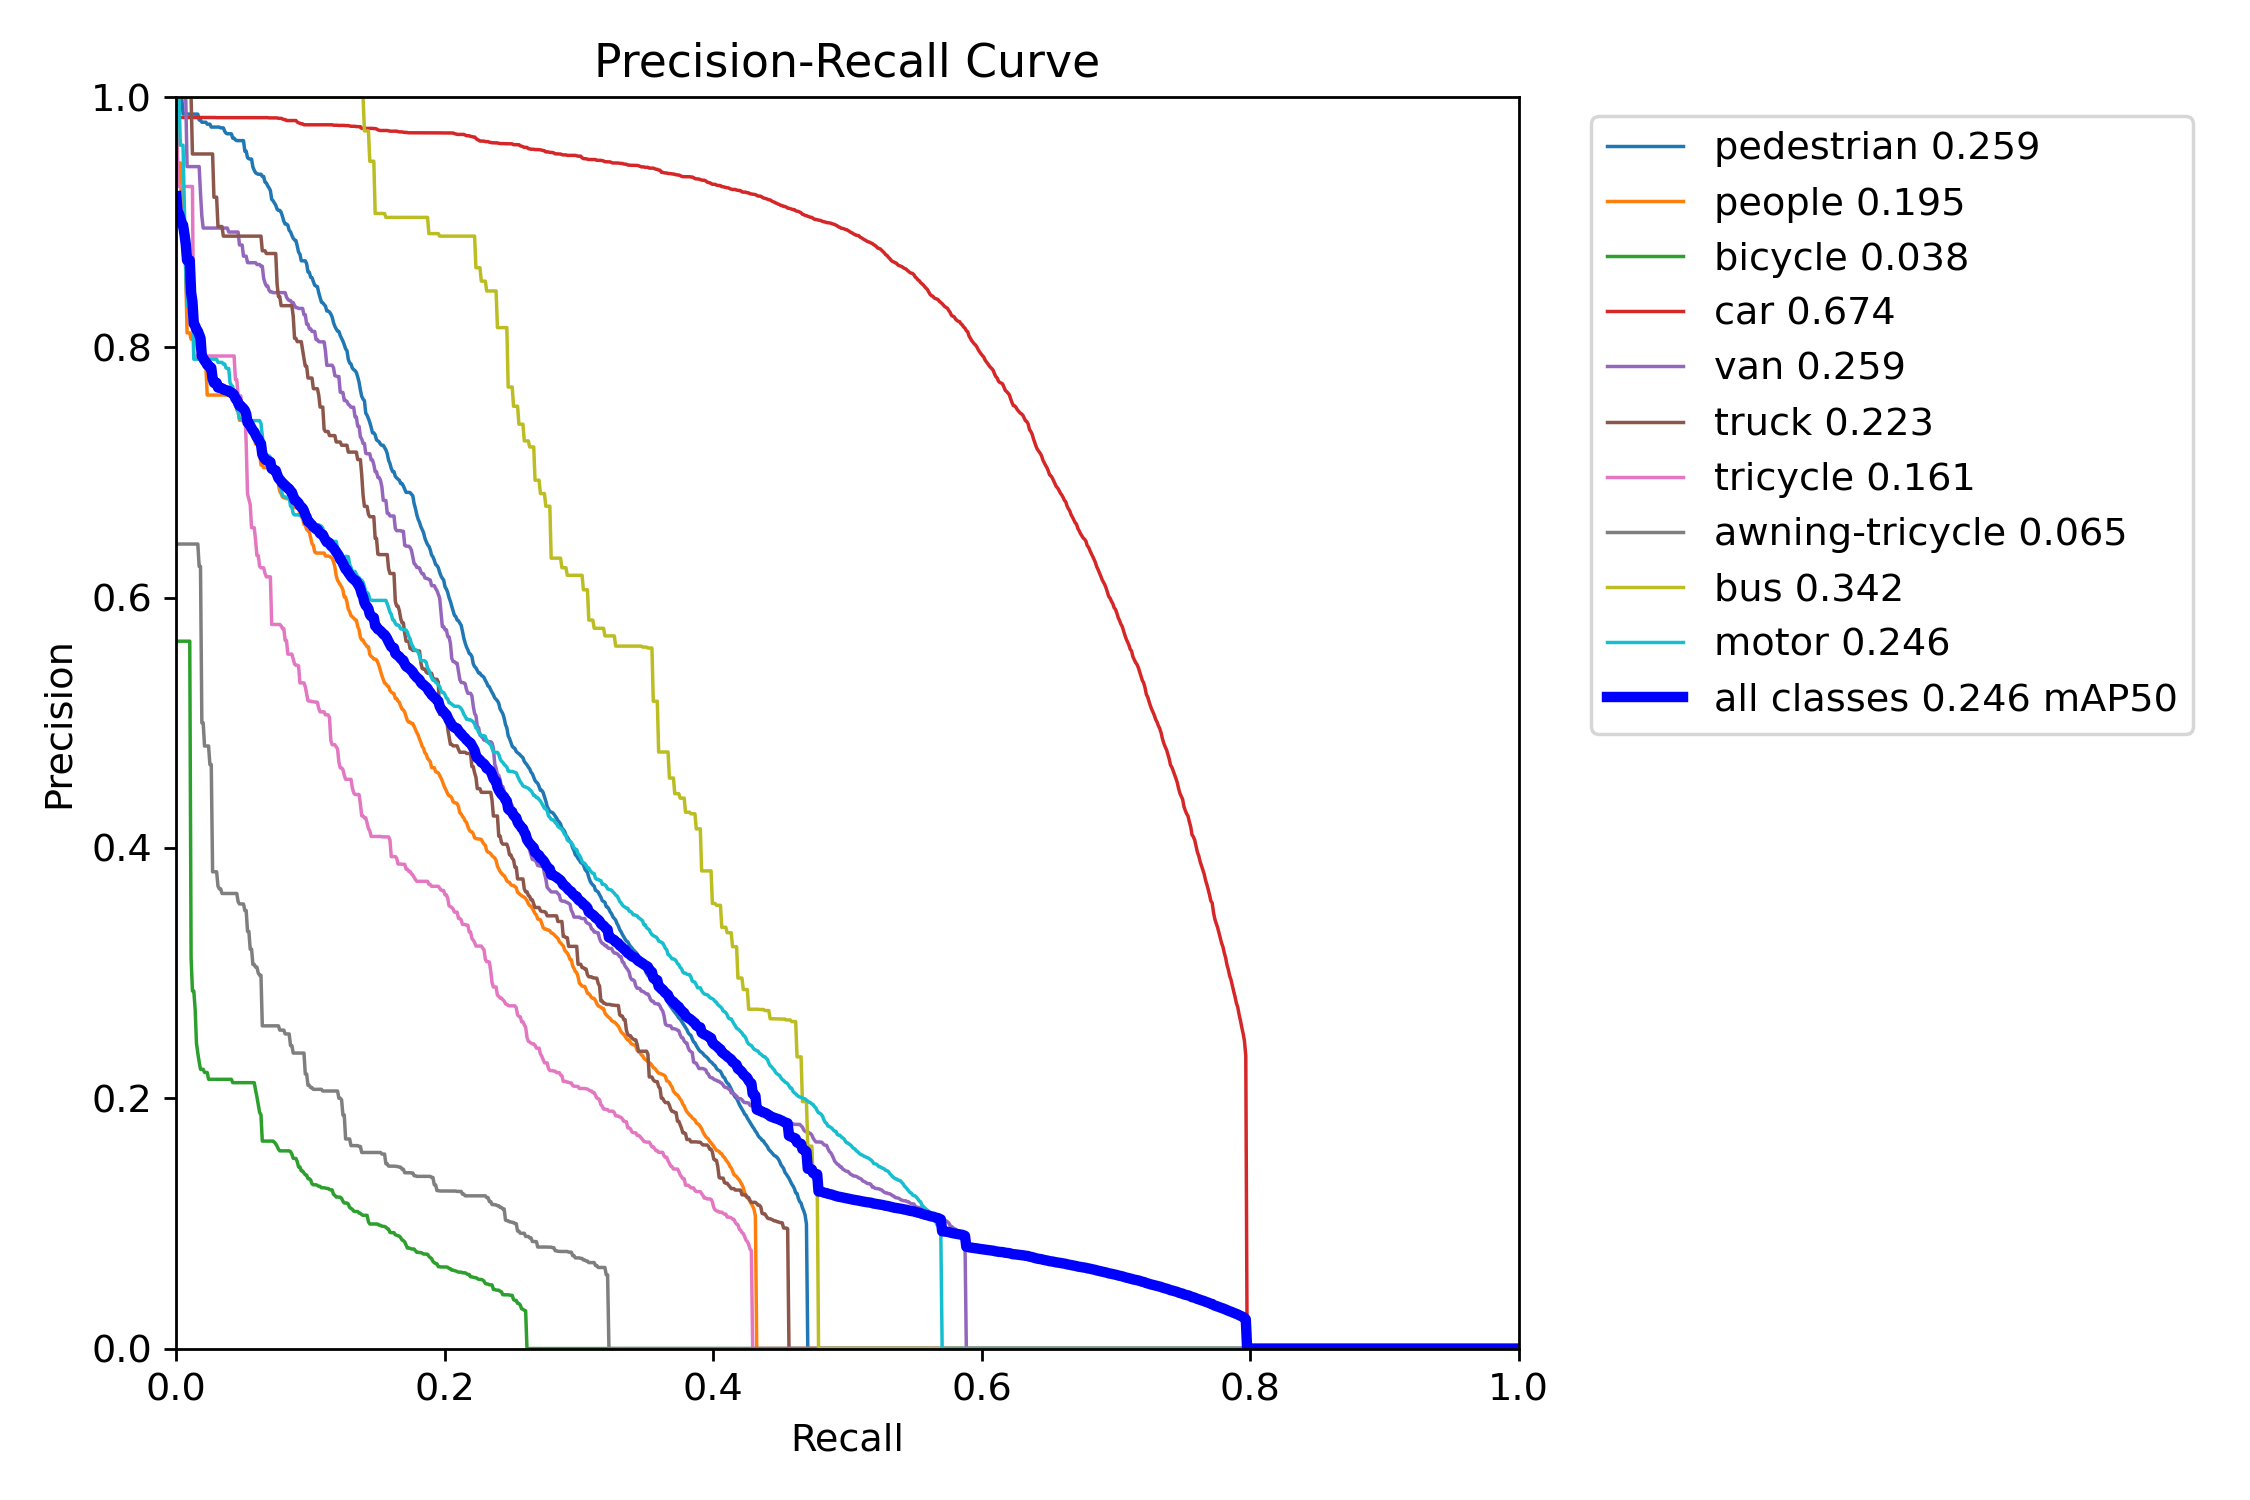 Precision-Recall Curve
1.0
0.8
0.6
0.4
0.2
0.0
Precision
0.0 0.2 0.4 0.6 0.8 1.0
Recall
pedestrian 0.259
people 0.195
bicycle 0.038
car 0.674
van 0.259
truck 0.223
tricycle 0.161
awning-tricycle 0.065
bus 0.342
motor 0.246
all classes 0.246 mAP50